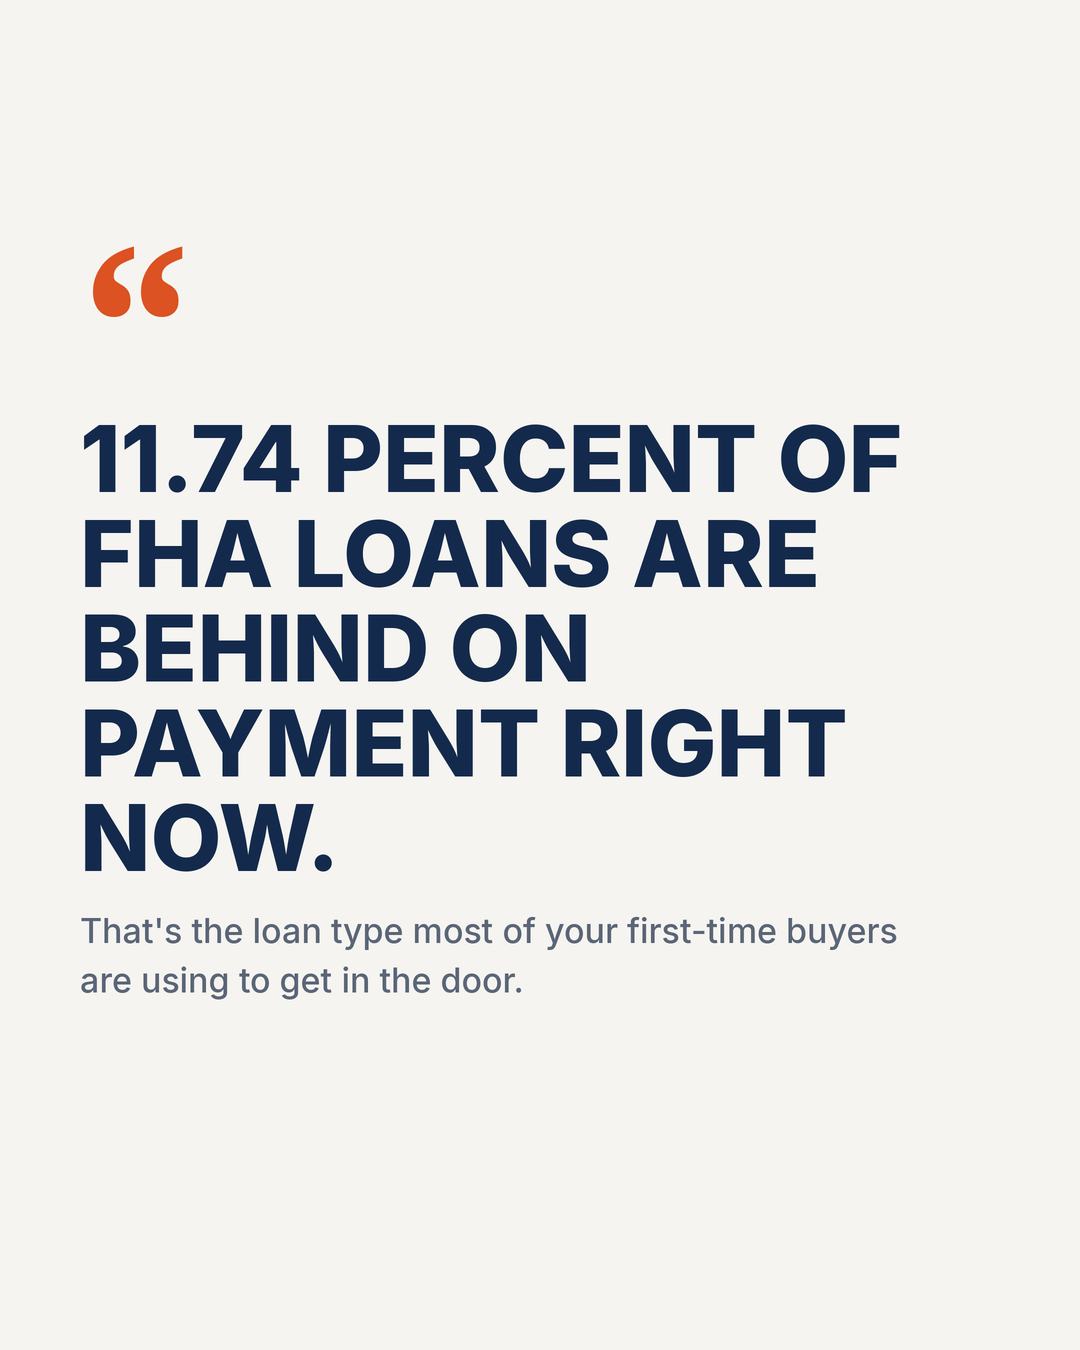 “
11.74 PERCENT OF
FHA LOANS ARE
BEHIND ON
PAYMENT RIGHT
NOW.
That's the loan type most of your first-time buyers
are using to get in the door.